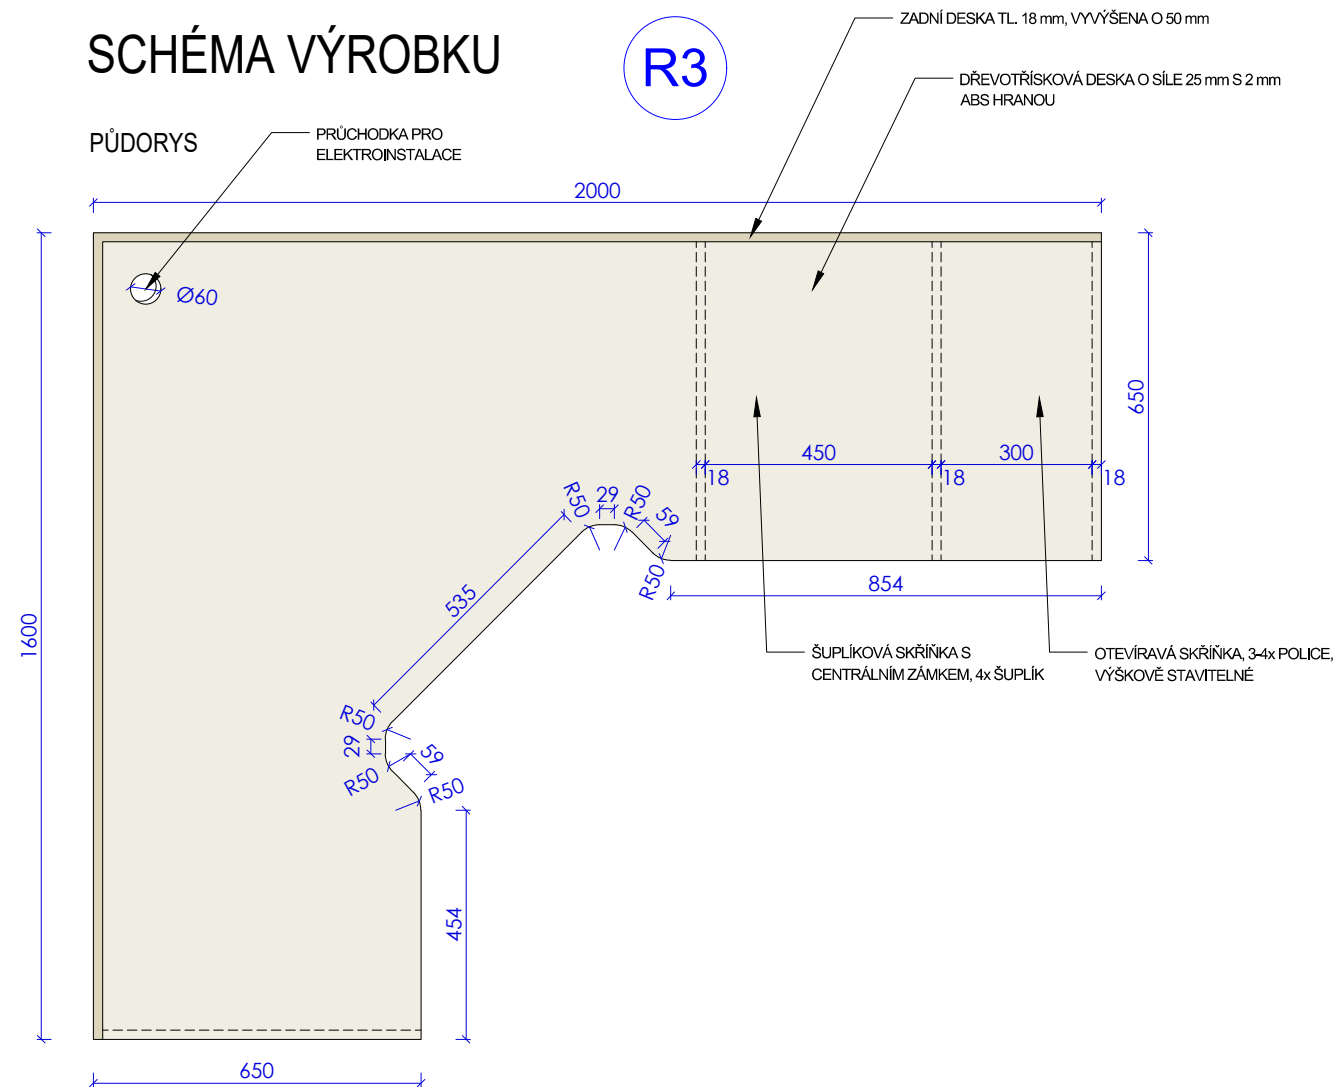 SCHÉMA VÝROBKU
R3
ZADNÍ DESKA TL. 18 mm, VYVÝŠENA O 50 mm
DŘEVOTŘÍSKOVÁ DESKA O SÍLE 25 mm S 2 mm
ABS HRANOU
PŮDORYS
PRŮCHODKA PRO
ELEKTROINSTALACE
2000
Ø60
650
450
300
18
18
18
R50
29
R50
59
R50
854
535
1600
ŠUPLÍKOVÁ SKŘÍŇKA S
CENTRÁLNÍM ZÁMKEM, 4x ŠUPLÍK
OTEVÍRAVÁ SKŘÍŇKA, 3-4x POLICE,
VÝŠKOVĚ STAVITELNÉ
R50
29
59
R50
R50
454
650